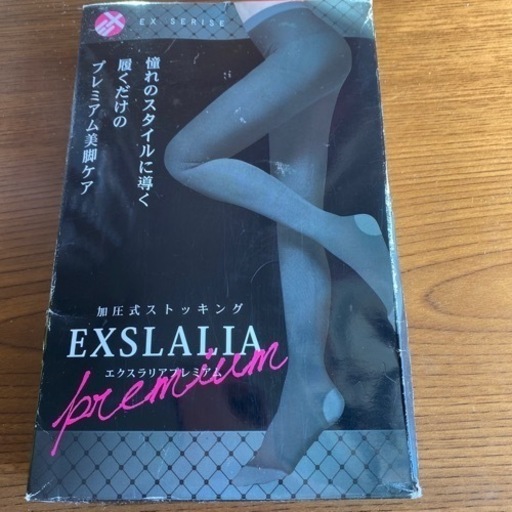 EX SERISE
憧れのスタイルに導く
履くだけの
プレミアム美脚ケア
加圧式ストッキング
EXSLALIA
エクスラリアプレミアム
premium